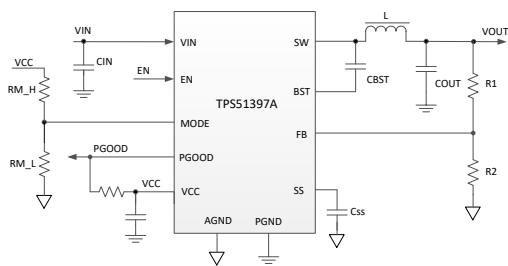 L
VIN
VOUT
VIN
SW
CIN
VCC
EN
CBST
COUT
R1
RM_H
EN
BST
TPS51397A
MODE
FB
PGOOD
PGOOD
RM_L
VCC
VCC
SS
R2
Css
AGND
PGND